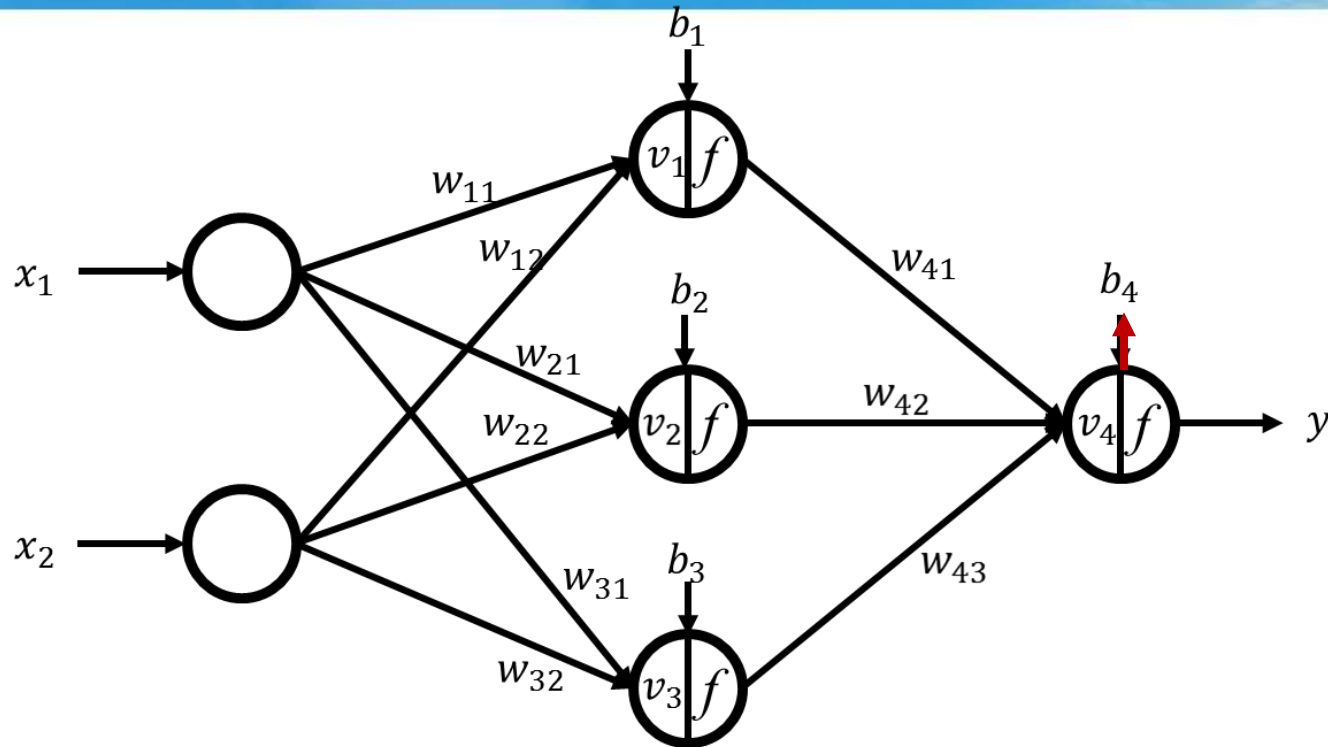 b₁
v₁ f
w₁₁
w₁₂
w₄₁
x₁
b₂
b₄
w₂₁
w₄₂
w₂₂
v₂ f
v₄ f
y
x₂
b₃
w₃₁
w₄₃
w₃₂
v₃ f